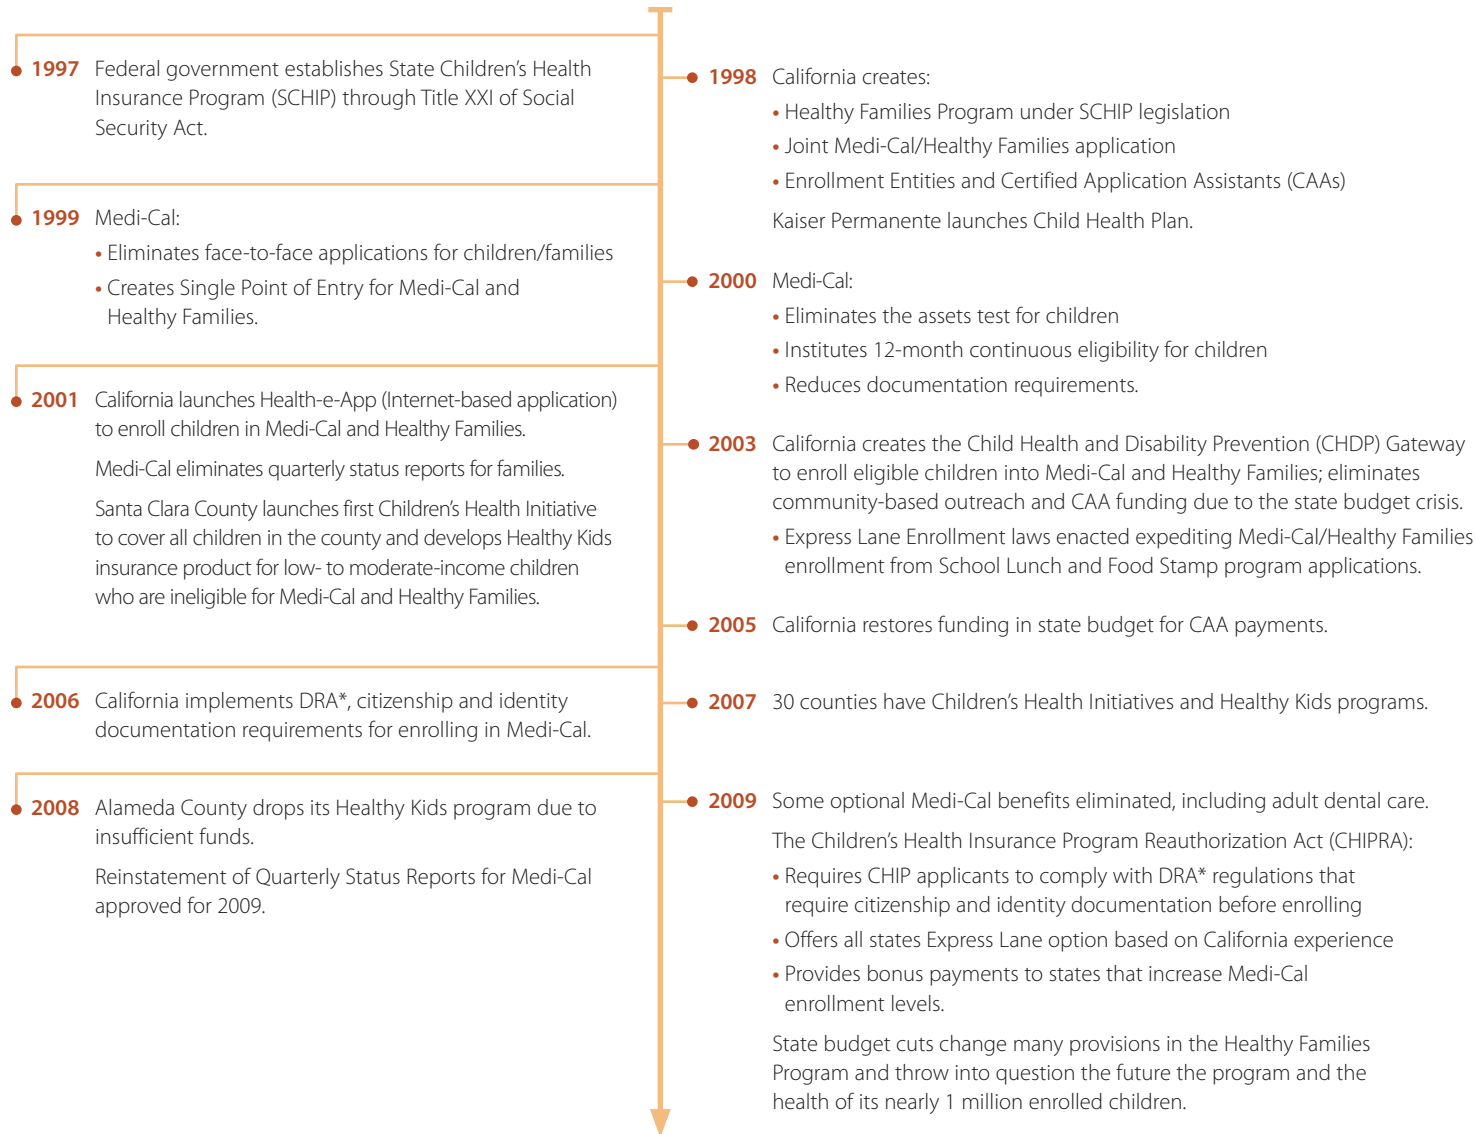 1997 Federal government establishes State Children's Health
Insurance Program (SCHIP) through Title XXI of Social
Security Act.
1998 California creates:
• Healthy Families Program under SCHIP legislation
• Joint Medi-Cal/Healthy Families application
• Enrollment Entities and Certified Application Assistants (CAAs)
Kaiser Permanente launches Child Health Plan.
1999 Medi-Cal:
• Eliminates face-to-face applications for children/families
• Creates Single Point of Entry for Medi-Cal and
Healthy Families.
2000 Medi-Cal:
• Eliminates the assets test for children
• Institutes 12-month continuous eligibility for children
• Reduces documentation requirements.
2001 California launches Health-e-App (Internet-based application)
to enroll children in Medi-Cal and Healthy Families.
Medi-Cal eliminates quarterly status reports for families.
Santa Clara County launches first Children's Health Initiative
to cover all children in the county and develops Healthy Kids
insurance product for low- to moderate-income children
who are ineligible for Medi-Cal and Healthy Families.
2003 California creates the Child Health and Disability Prevention (CHDP) Gateway
to enroll eligible children into Medi-Cal and Healthy Families; eliminates
community-based outreach and CAA funding due to the state budget crisis.
• Express Lane Enrollment laws enacted expediting Medi-Cal/Healthy Families
enrollment from School Lunch and Food Stamp program applications.
2005 California restores funding in state budget for CAA payments.
2006 California implements DRA*, citizenship and identity
documentation requirements for enrolling in Medi-Cal.
2007 30 counties have Children's Health Initiatives and Healthy Kids programs.
2008 Alameda County drops its Healthy Kids program due to
insufficient funds.
Reinstatement of Quarterly Status Reports for Medi-Cal
approved for 2009.
2009 Some optional Medi-Cal benefits eliminated, including adult dental care.
The Children's Health Insurance Program Reauthorization Act (CHIPRA):
• Requires CHIP applicants to comply with DRA* regulations that
require citizenship and identity documentation before enrolling
• Offers all states Express Lane option based on California experience
• Provides bonus payments to states that increase Medi-Cal
enrollment levels.
State budget cuts change many provisions in the Healthy Families
Program and throw into question the future the program and the
health of its nearly 1 million enrolled children.